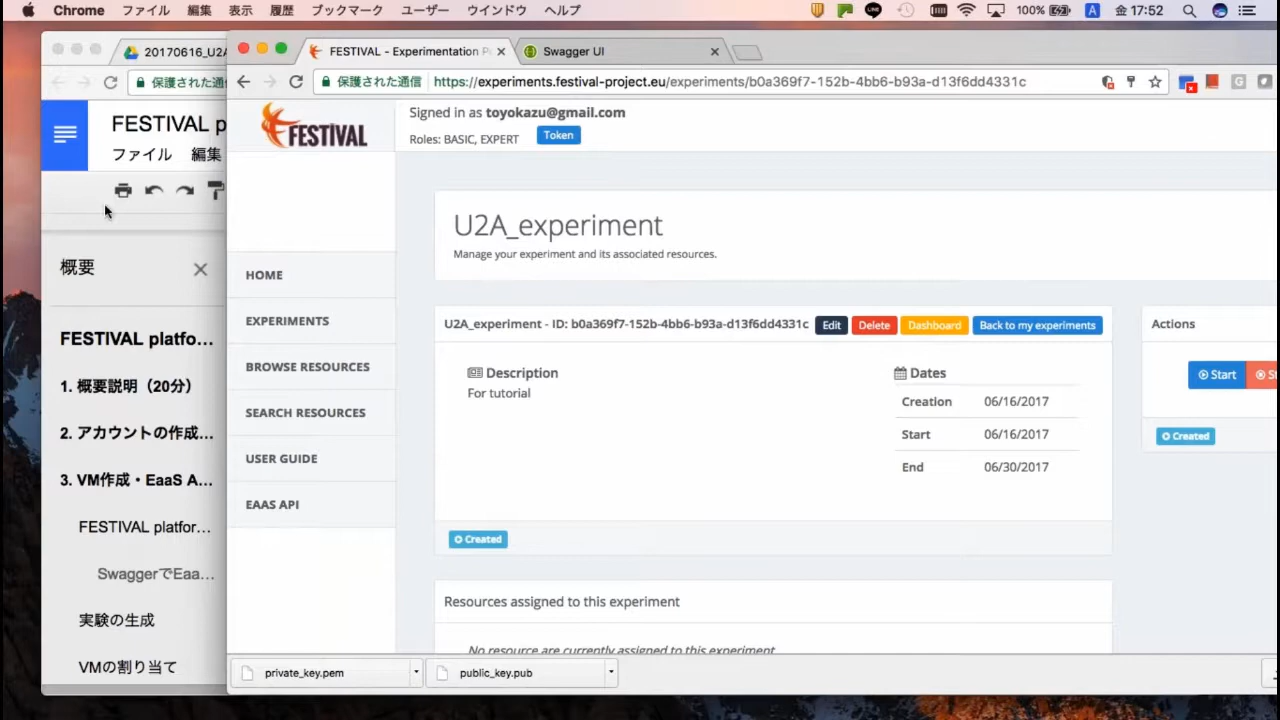 Chrome ファイル 編集 表示 履歴 ブックマーク ユーザー ウインドウ ヘルプ 100% A 金 17:52
20170616_U2A
FESTIVAL - Experimentation
Swagger UI
保護された通信
https://experiments.festival-project.eu/experiments/b0a369f7-152b-4bb6-b93a-d13f6dd4331c
FESTIVAL p
ファイル 編集
概要
FESTIVAL platfo...
1. 概要説明（20分）
2. アカウントの作成...
3. VM作成・EaaS A...
FESTIVAL platfor...
SwaggerでEaa...
実験の生成
VMの割り当て
FESTIVAL
Signed in as toyokazu@gmail.com
Roles: BASIC, EXPERT Token
HOME
EXPERIMENTS
BROWSE RESOURCES
SEARCH RESOURCES
USER GUIDE
EAAS API
U2A_experiment
Manage your experiment and its associated resources.
U2A_experiment - ID: b0a369f7-152b-4bb6-b93a-d13f6dd4331c Edit Delete Dashboard Back to my experiments
Description
For tutorial
Dates
Creation 06/16/2017
Start 06/16/2017
End 06/30/2017
Created
Actions
Start
Created
Resources assigned to this experiment
No resource are currently assigned to this experiment
private_key.pem
public_key.pub